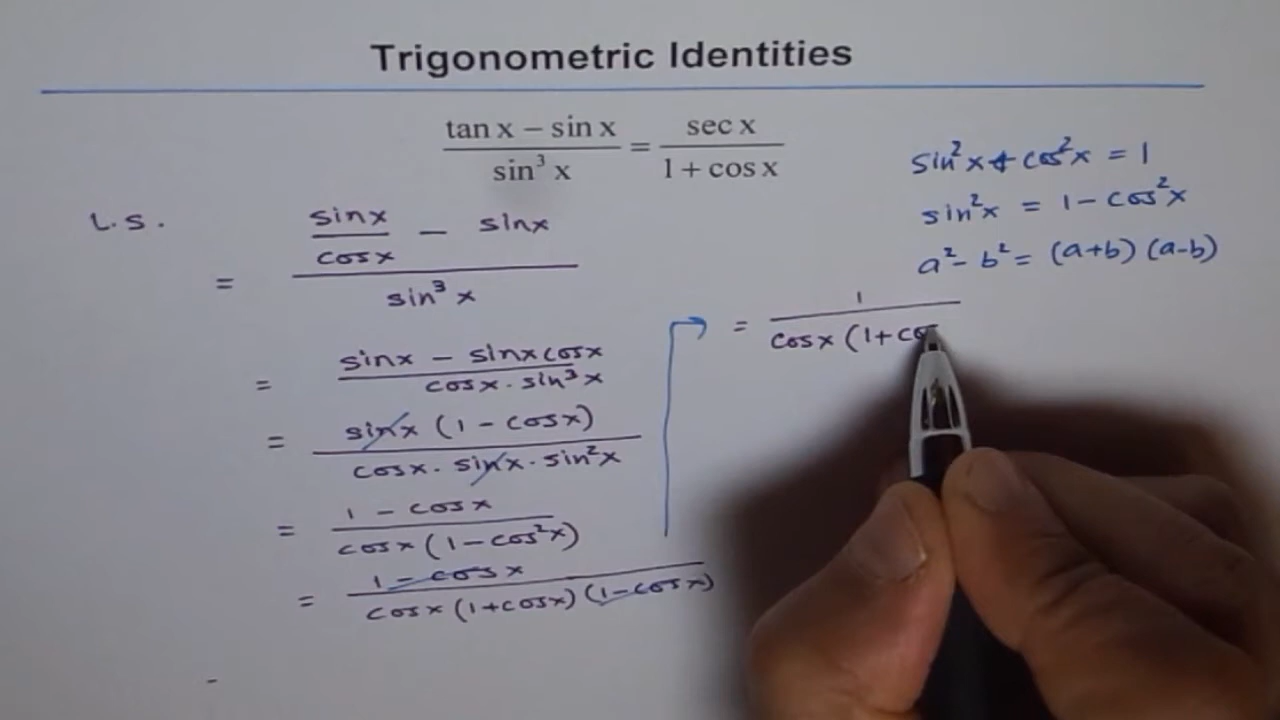 Trigonometric Identities
(tan x − sin x) / (sin³ x) = (sec x) / (1 + cos x)
L.S.
= (sinx/cosx − sinx) / (sin³ x)
= (sinx − sinx cosx) / (cosx · sin³x)
= (sinx (1 − cosx)) / (cosx · sinx · sin²x)
= (1 − cosx) / (cosx (1 − cos²x))
= (1 − cosx) / (cosx (1+cosx) (1−cosx))
sin²x + cos²x = 1
sin²x = 1 − cos²x
a² − b² = (a+b) (a−b)
= 1 / (cosx (1+co